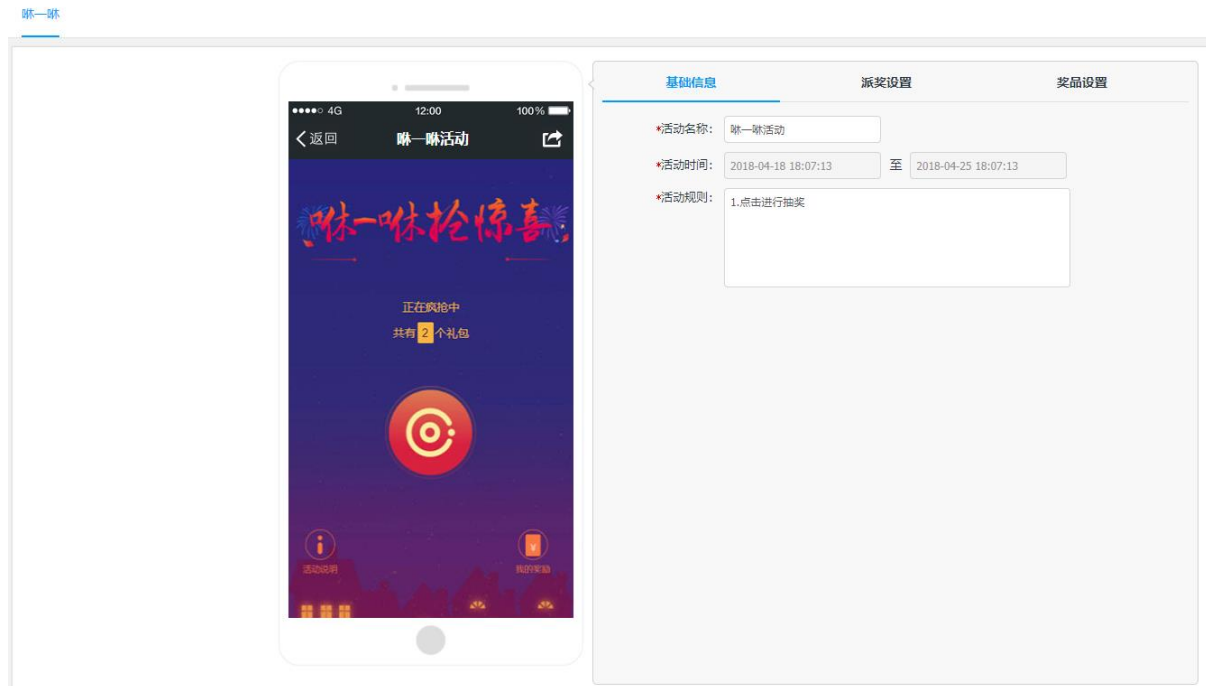 咻一咻
4G 12:00 100%
返回 咻一咻活动
咻一咻抢惊喜
正在疯抢中
共有 2 个礼包
活动说明 我的奖励
基础信息 派奖设置 奖品设置
*活动名称: 咻一咻活动
*活动时间: 2018-04-18 18:07:13 至 2018-04-25 18:07:13
*活动规则: 1.点击进行抽奖